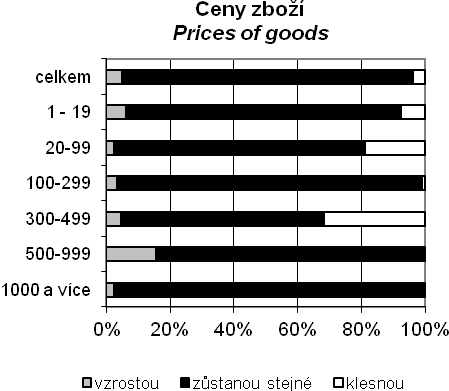 Ceny zboží
Prices of goods
celkem
1 - 19
20-99
100-299
300-499
500-999
1000 a více
0% 20% 40% 60% 80% 100%
vzrostou zůstanou stejné klesnou